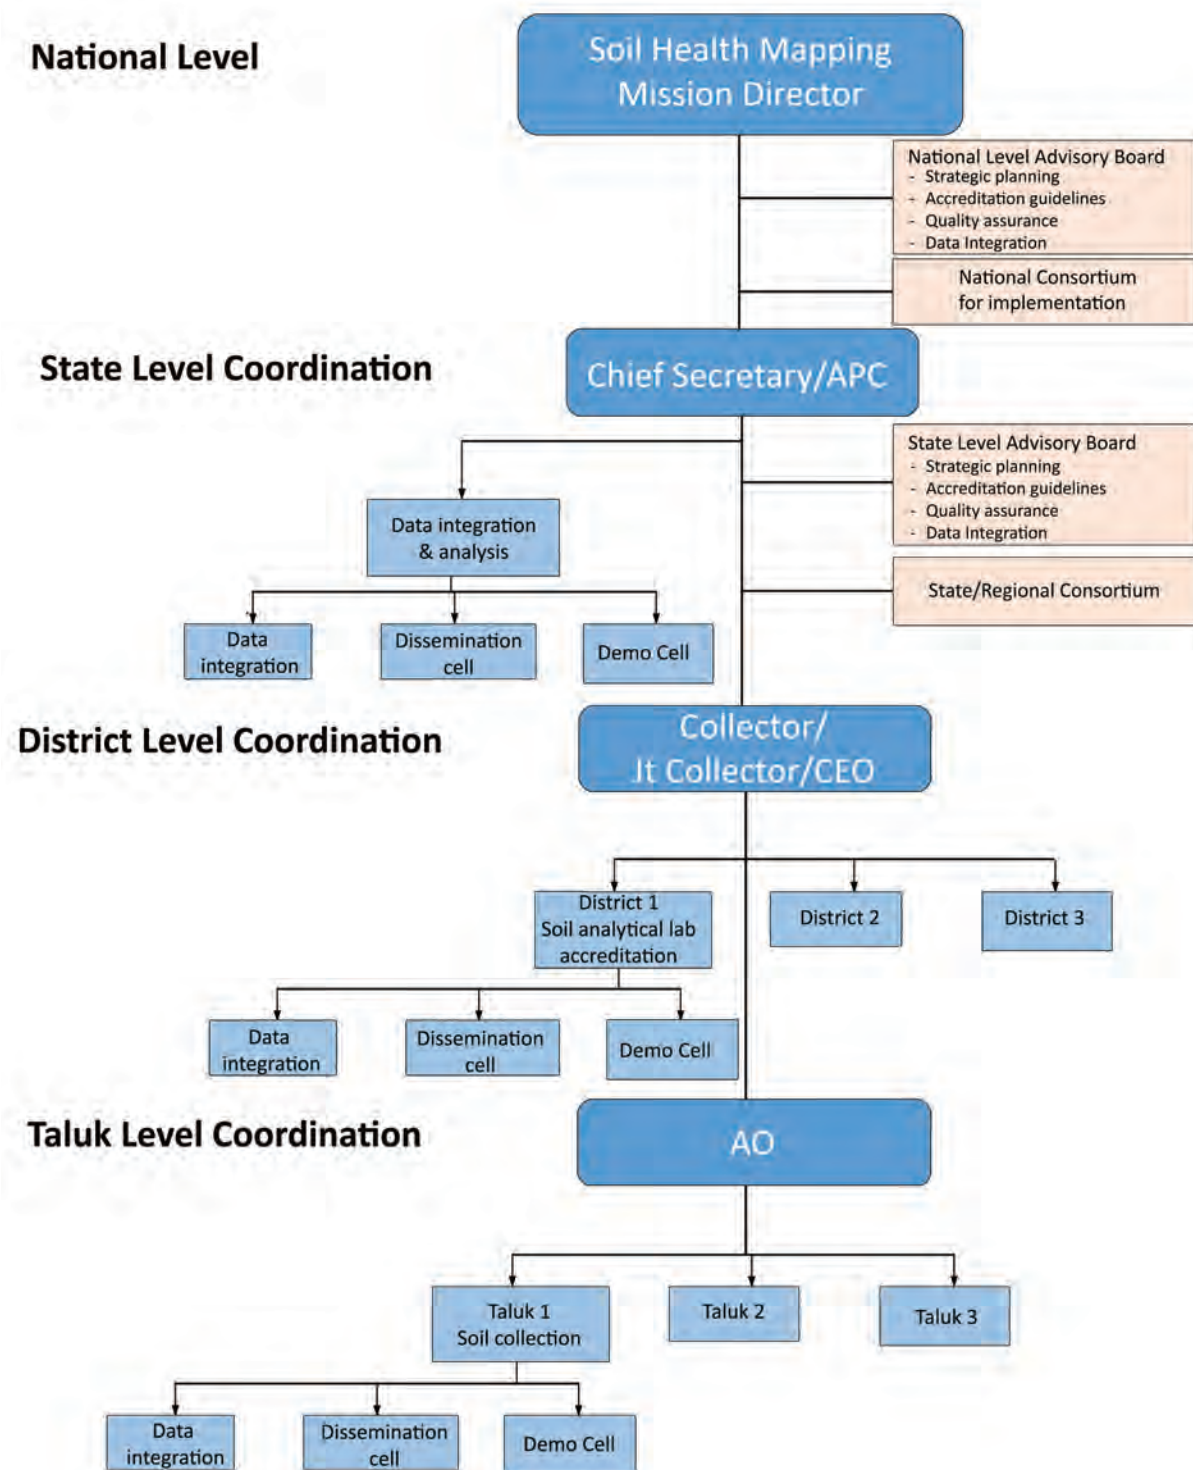 National Level
Soil Health Mapping
Mission Director
National Level Advisory Board
- Strategic planning
- Accreditation guidelines
- Quality assurance
- Data Integration
National Consortium
for implementation
State Level Coordination
Chief Secretary/APC
State Level Advisory Board
- Strategic planning
- Accreditation guidelines
- Quality assurance
- Data Integration
Data integration
& analysis
State/Regional Consortium
Data
integration
Dissemination
cell
Demo Cell
District Level Coordination
Collector/
Jt Collector/CEO
District 1
Soil analytical lab
accreditation
District 2
District 3
Data
integration
Dissemination
cell
Demo Cell
Taluk Level Coordination
AO
Taluk 1
Soil collection
Taluk 2
Taluk 3
Data
integration
Dissemination
cell
Demo Cell